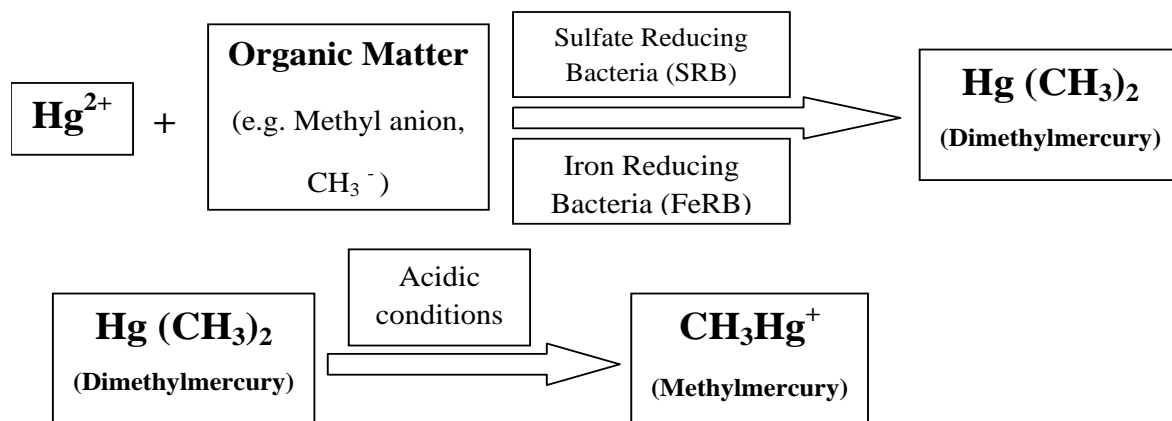 Hg²⁺
+
Organic Matter
(e.g. Methyl anion,
CH₃ ⁻ )
Sulfate Reducing
Bacteria (SRB)
Iron Reducing
Bacteria (FeRB)
Hg (CH₃)₂
(Dimethylmercury)
Hg (CH₃)₂
(Dimethylmercury)
Acidic
conditions
CH₃Hg⁺
(Methylmercury)